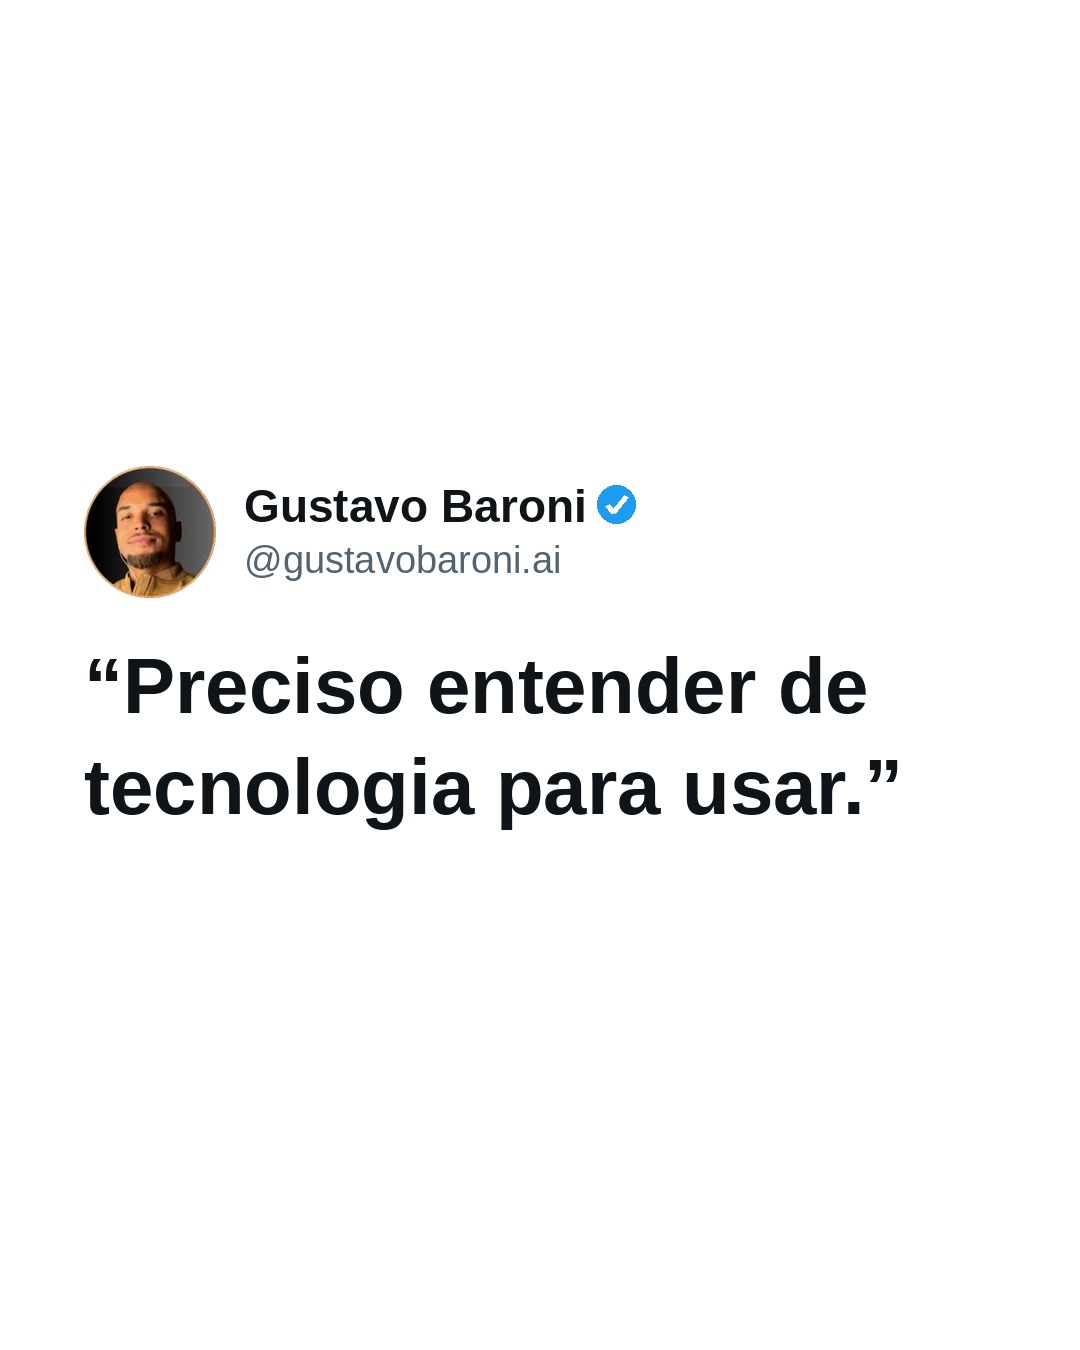 Gustavo Baroni
@gustavobaroni.ai
“Preciso entender de
tecnologia para usar.”